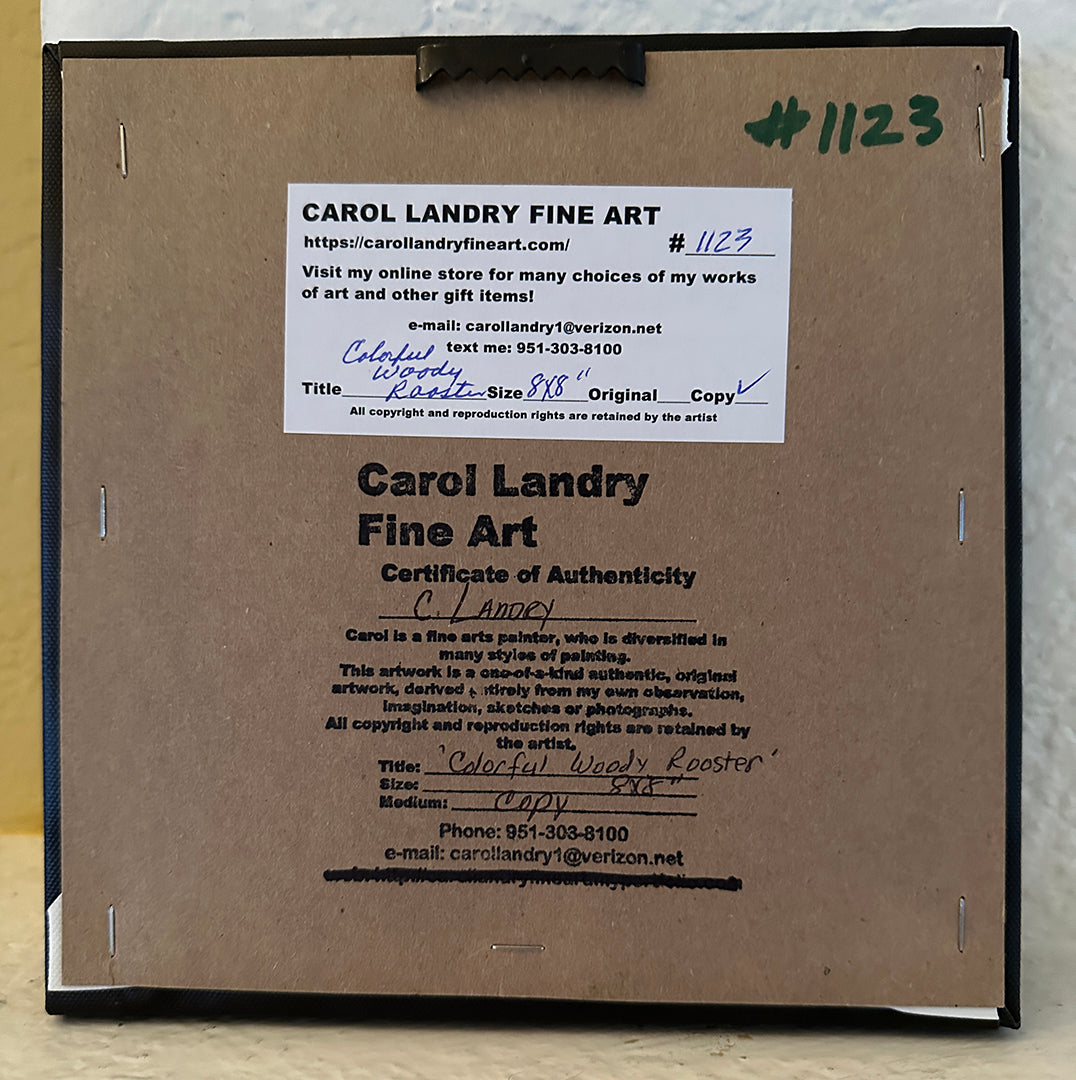 #1123
CAROL LANDRY FINE ART
https://carollandryfineart.com/ # 1123
Visit my online store for many choices of my works
of art and other gift items!
e-mail: carollandry1@verizon.net
text me: 951-303-8100
Colorful
Woody
Title Rooster Size 8x8" Original Copy ✓
All copyright and reproduction rights are retained by the artist
Carol Landry
Fine Art
Certificate of Authenticity
C. Landry
Carol is a fine arts painter, who is diversified in
many styles of painting.
This artwork is a one-of-a-kind authentic, original
artwork, derived entirely from my own observation,
imagination, sketches or photographs.
All copyright and reproduction rights are retained by
the artist.
Title: 'Colorful Woody Rooster'
Size: 8x8"
Medium: Copy
Phone: 951-303-8100
e-mail: carollandry1@verizon.net